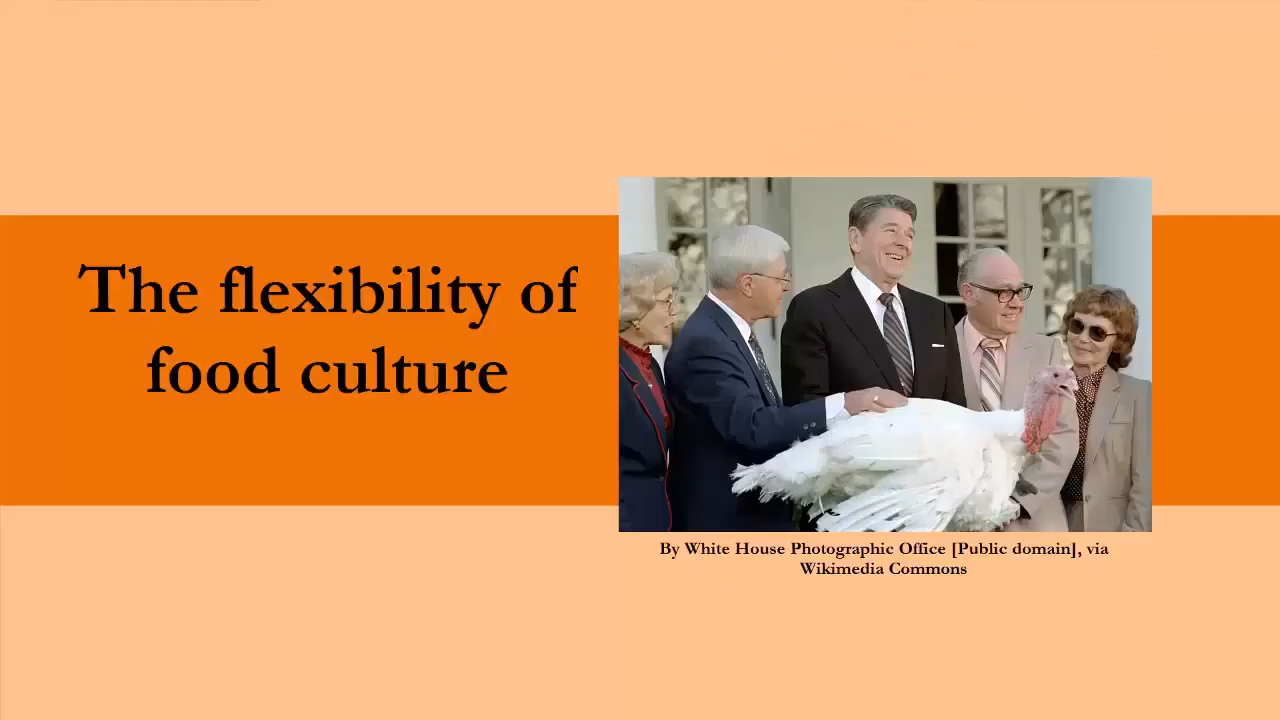 The flexibility of
food culture
By White House Photographic Office [Public domain], via
Wikimedia Commons